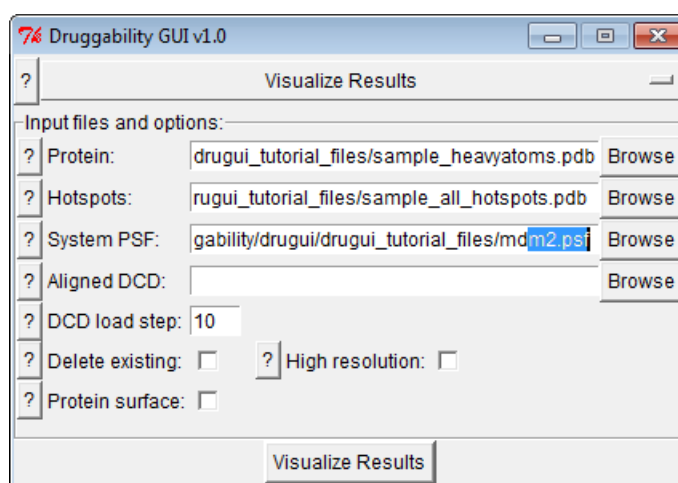 Druggability GUI v1.0
? Visualize Results
Input files and options:
? Protein: drugui_tutorial_files/sample_heavyatoms.pdb Browse
? Hotspots: rugui_tutorial_files/sample_all_hotspots.pdb Browse
? System PSF: gability/drugui/drugui_tutorial_files/mdm2.psf Browse
? Aligned DCD: Browse
? DCD load step: 10
? Delete existing: ? High resolution:
? Protein surface:
Visualize Results